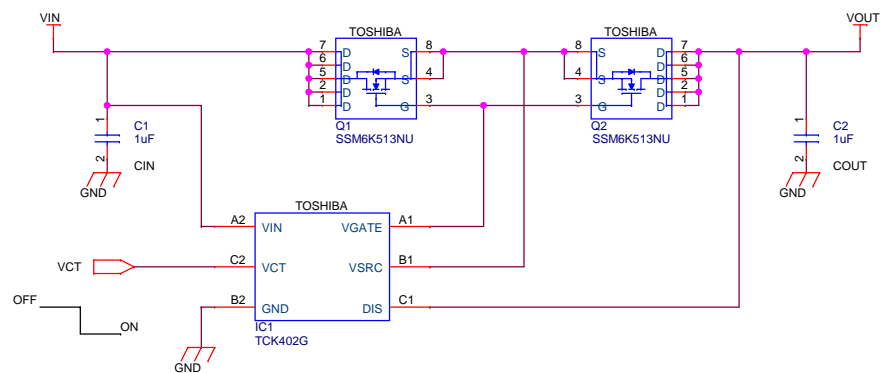 VIN
VOUT
TOSHIBA
TOSHIBA
7 D S 8
6 D
5 D S 4
2 D
1 D G 3
8 S D 7
D 6
4 S D 5
D 2
3 G D 1
Q1
SSM6K513NU
Q2
SSM6K513NU
1
C1
1uF
2
CIN
GND
1
C2
1uF
2
COUT
GND
TOSHIBA
A2 VIN VGATE A1
VCT C2 VCT VSRC B1
B2 GND DIS C1
OFF
ON
IC1
TCK402G
GND